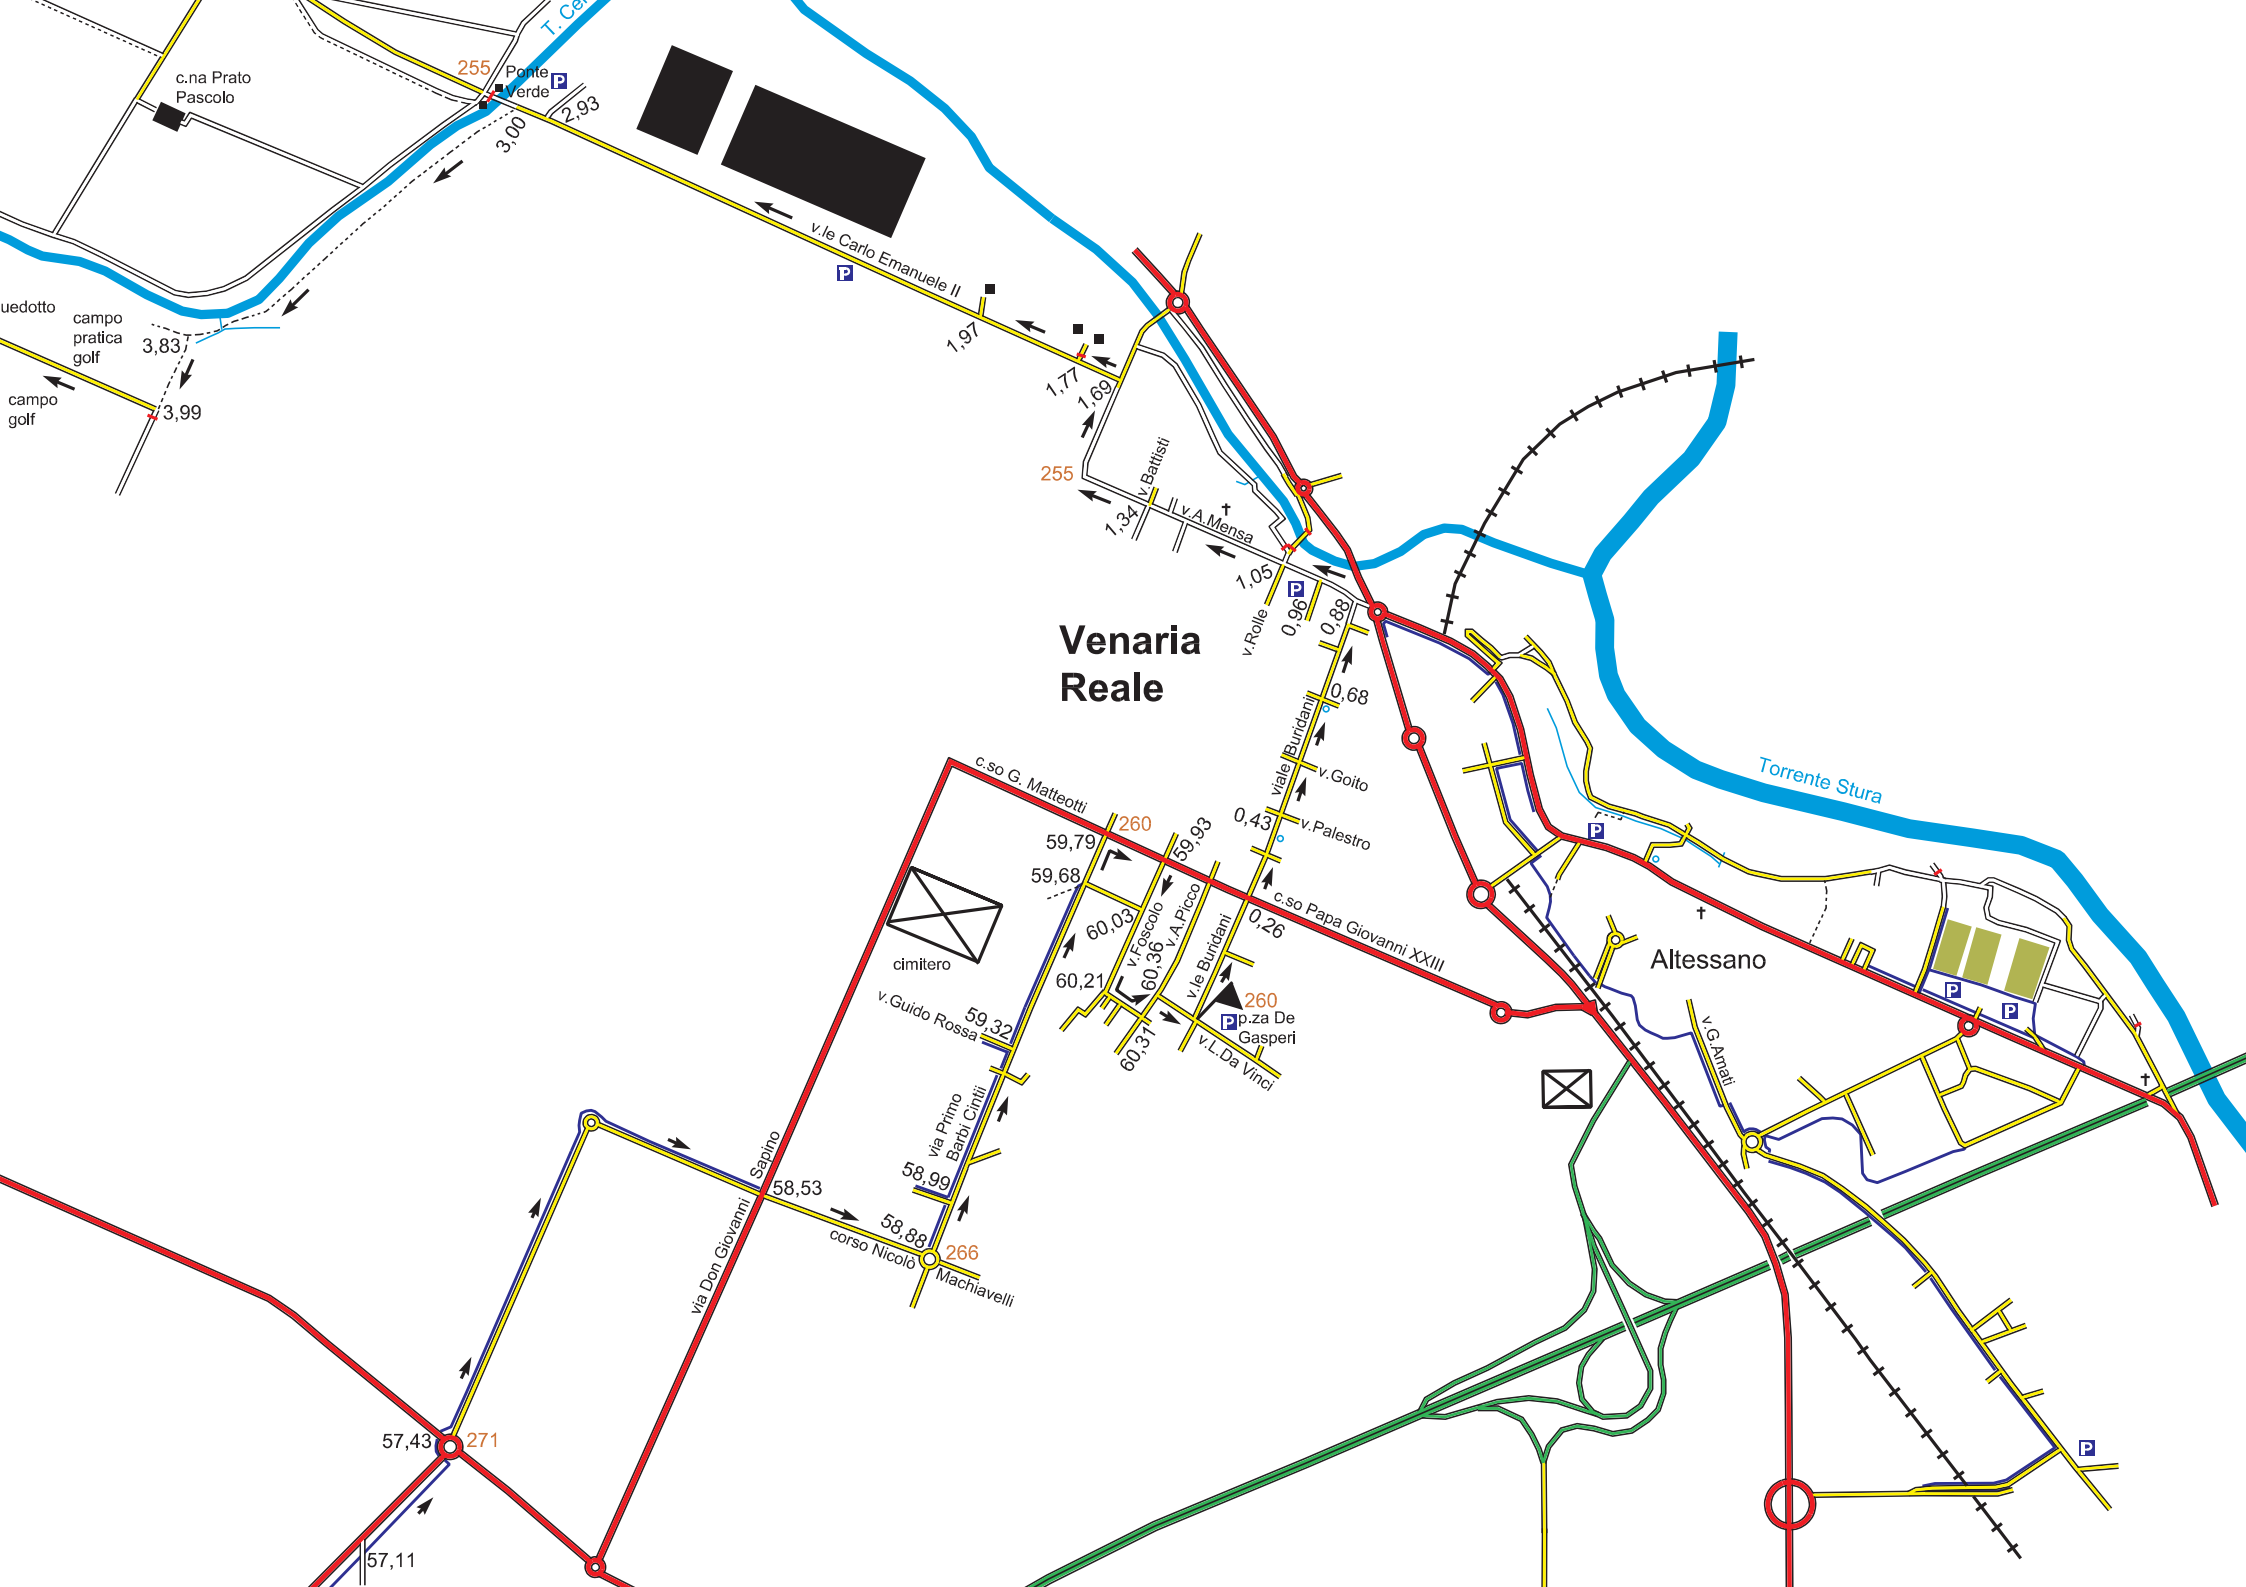 T. Ce
255
Ponte
Verde
P
c.na Prato
Pascolo
2,93
3,00
v.le Carlo Emanuele II
P
uedotto
campo
pratica
golf
3,83
1,97
1,77
1,69
campo
golf
3,99
255
v.Battisti
1,34
v.A.Mensa
1,05
P
v.Rolle
0,96
0,88
Venaria
Reale
0,68
viale Buridani
c.so G. Matteotti
v.Goito
Torrente Stura
260
59,93
0,43
v.Palestro
P
59,79
59,68
60,03
v.Foscolo
v.A.Picco
0,26
c.so Papa Giovanni XXIII
60,36
v.le Buridani
Altessano
cimitero
60,21
260
P
p.za De
Gasperi
P
P
v.Guido Rossa
59,32
60,31
v.L.Da Vinci
v.G.Amati
via Primo
Barbi Cintii
Sapino
58,99
58,53
58,88
corso Nicolò
266
Machiavelli
via Don Giovanni
57,43
271
P
57,11